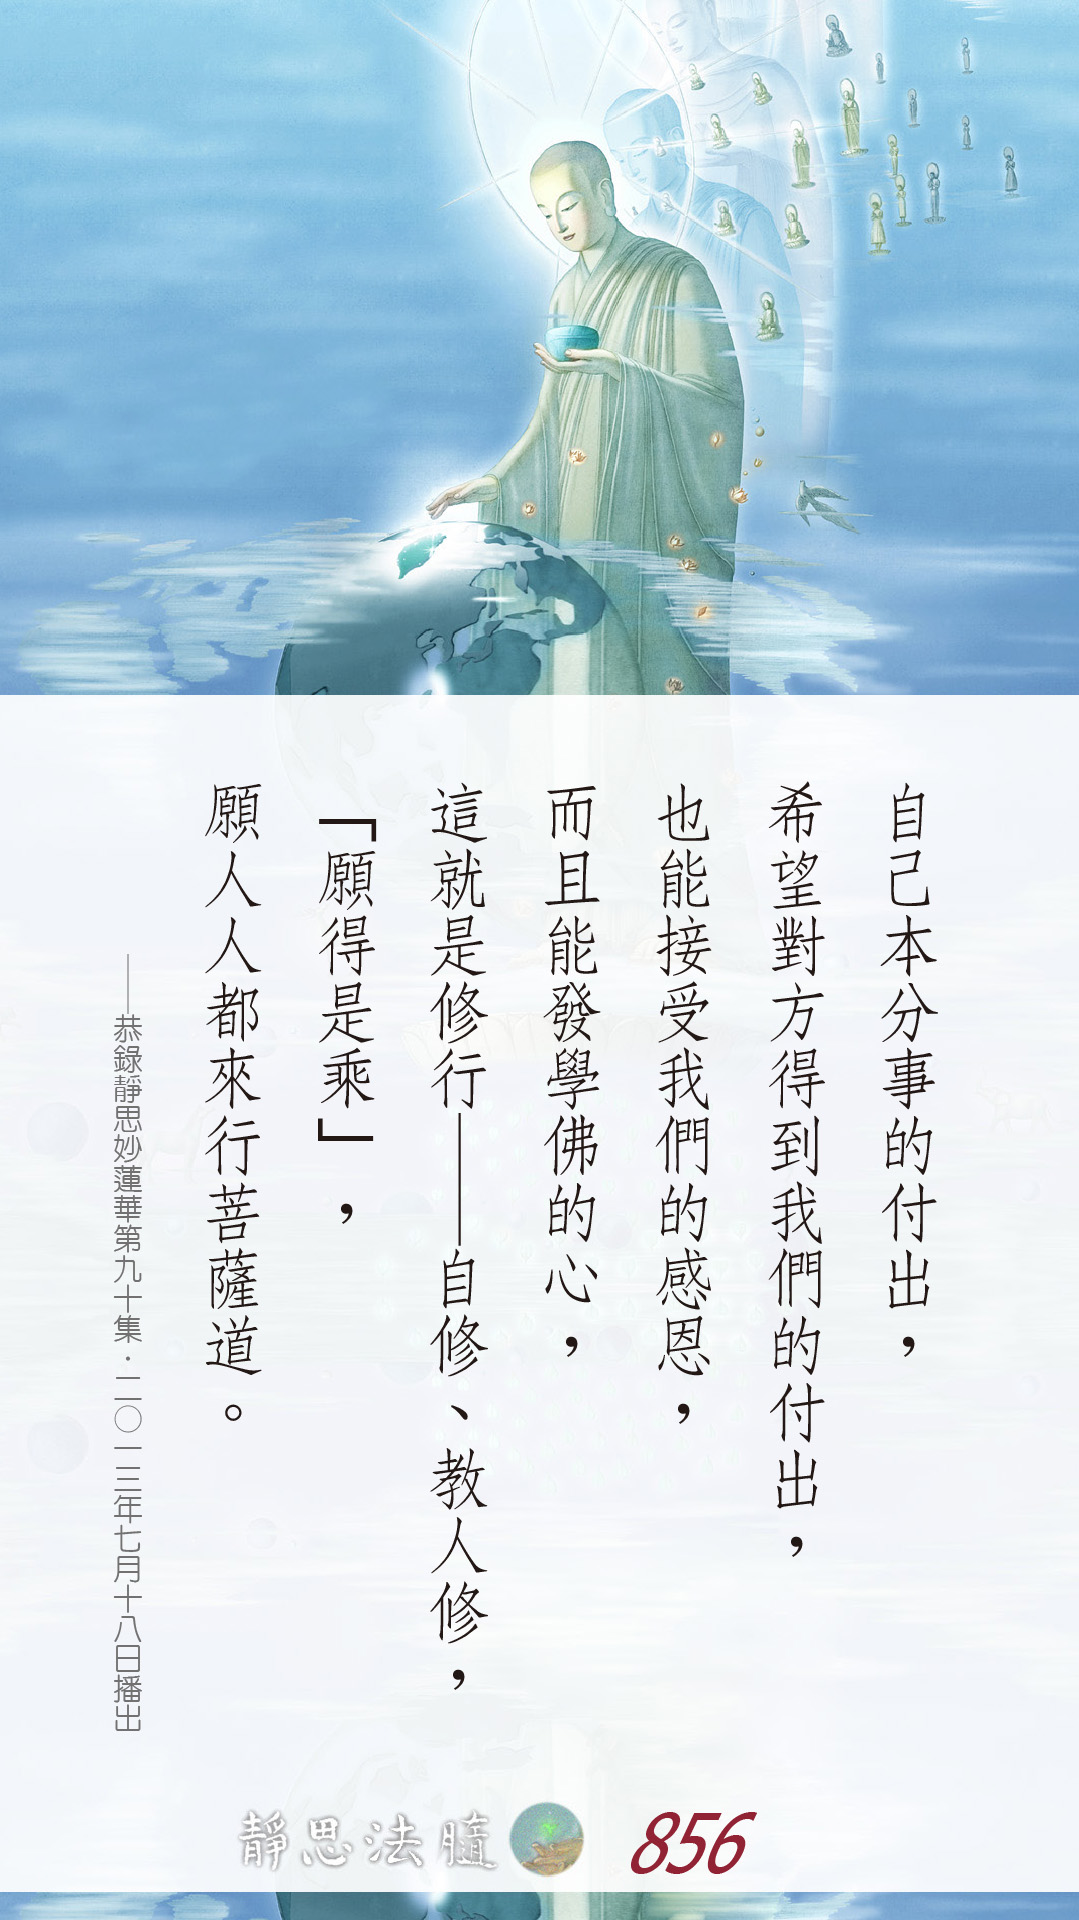 自己本分事的付出，
希望對方得到我們的付出，
也能接受我們的感恩，
而且能發學佛的心，
這就是修行——自修、教人修，
「願得是乘」，
願人人都來行菩薩道。
——恭錄靜思妙蓮華第九十集·二〇一三年七月十八日播出
靜思法髓
856